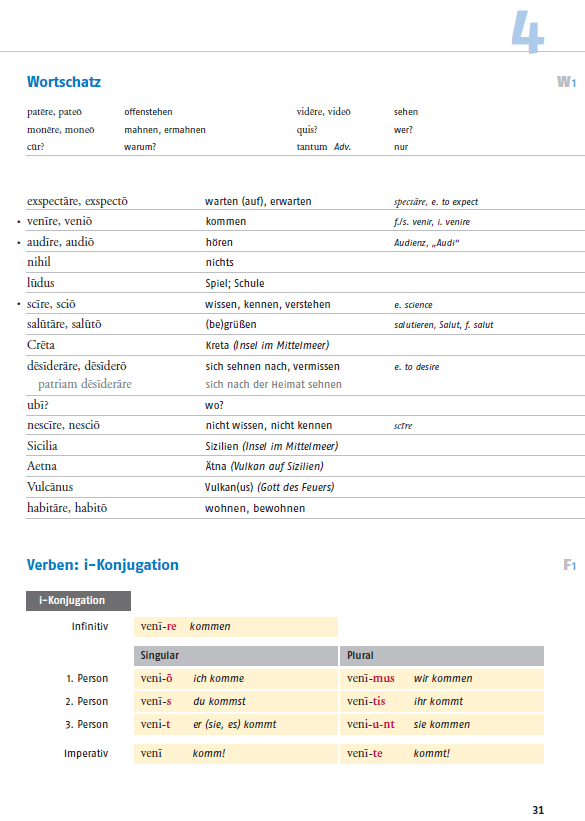 4
Wortschatz W1
patēre, pateō offenstehen vidēre, videō sehen
monēre, moneō mahnen, ermahnen quis? wer?
cūr? warum? tantum Adv. nur
exspectāre, exspectō warten (auf), erwarten spectāre, e. to expect
• venīre, veniō kommen f./s. venir, i. venire
• audīre, audiō hören Audienz, „Audi“
nihil nichts
lūdus Spiel; Schule
• scīre, sciō wissen, kennen, verstehen e. science
salūtāre, salūtō (be)grüßen salutieren, Salut, f. salut
Crēta Kreta (Insel im Mittelmeer)
dēsīderāre, dēsīderō sich sehnen nach, vermissen e. to desire
patriam dēsīderāre sich nach der Heimat sehnen
ubī? wo?
nescīre, nesciō nicht wissen, nicht kennen scīre
Sicilia Sizilien (Insel im Mittelmeer)
Aetna Ätna (Vulkan auf Sizilien)
Vulcānus Vulkan(us) (Gott des Feuers)
habitāre, habitō wohnen, bewohnen
Verben: i-Konjugation F1
i-Konjugation
Infinitiv venī-re kommen
Singular Plural
1. Person veni-ō ich komme venī-mus wir kommen
2. Person venī-s du kommst venī-tis ihr kommt
3. Person veni-t er (sie, es) kommt veni-u-nt sie kommen
Imperativ venī komm! venī-te kommt!
31